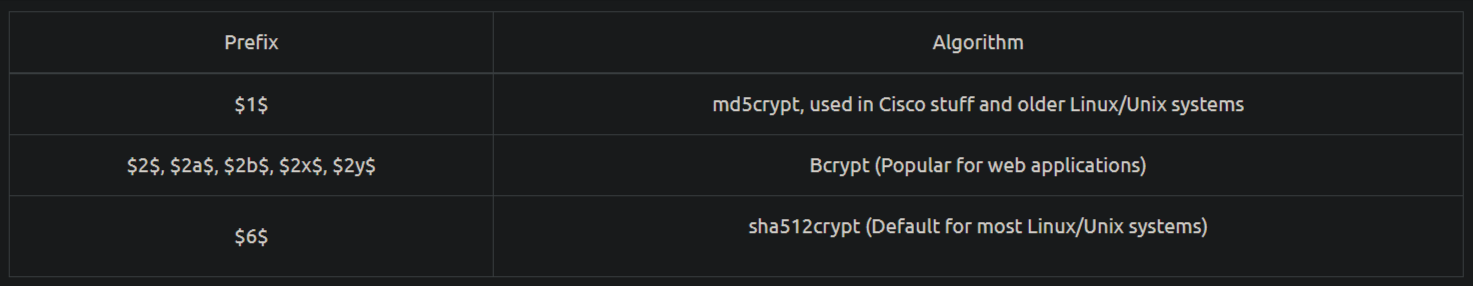 Prefix Algorithm
$1$ md5crypt, used in Cisco stuff and older Linux/Unix systems
$2$, $2a$, $2b$, $2x$, $2y$ Bcrypt (Popular for web applications)
$6$ sha512crypt (Default for most Linux/Unix systems)